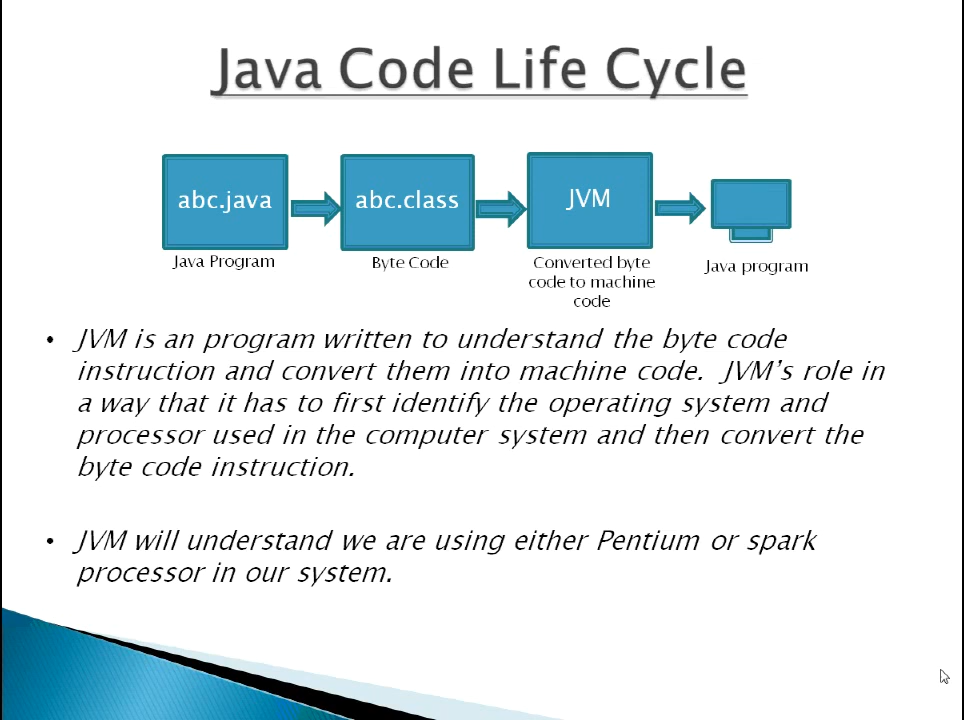 Java Code Life Cycle
abc.java
abc.class
JVM
Java Program
Byte Code
Converted byte
code to machine
code
Java program
• JVM is an program written to understand the byte code
instruction and convert them into machine code. JVM's role in
a way that it has to first identify the operating system and
processor used in the computer system and then convert the
byte code instruction.
• JVM will understand we are using either Pentium or spark
processor in our system.